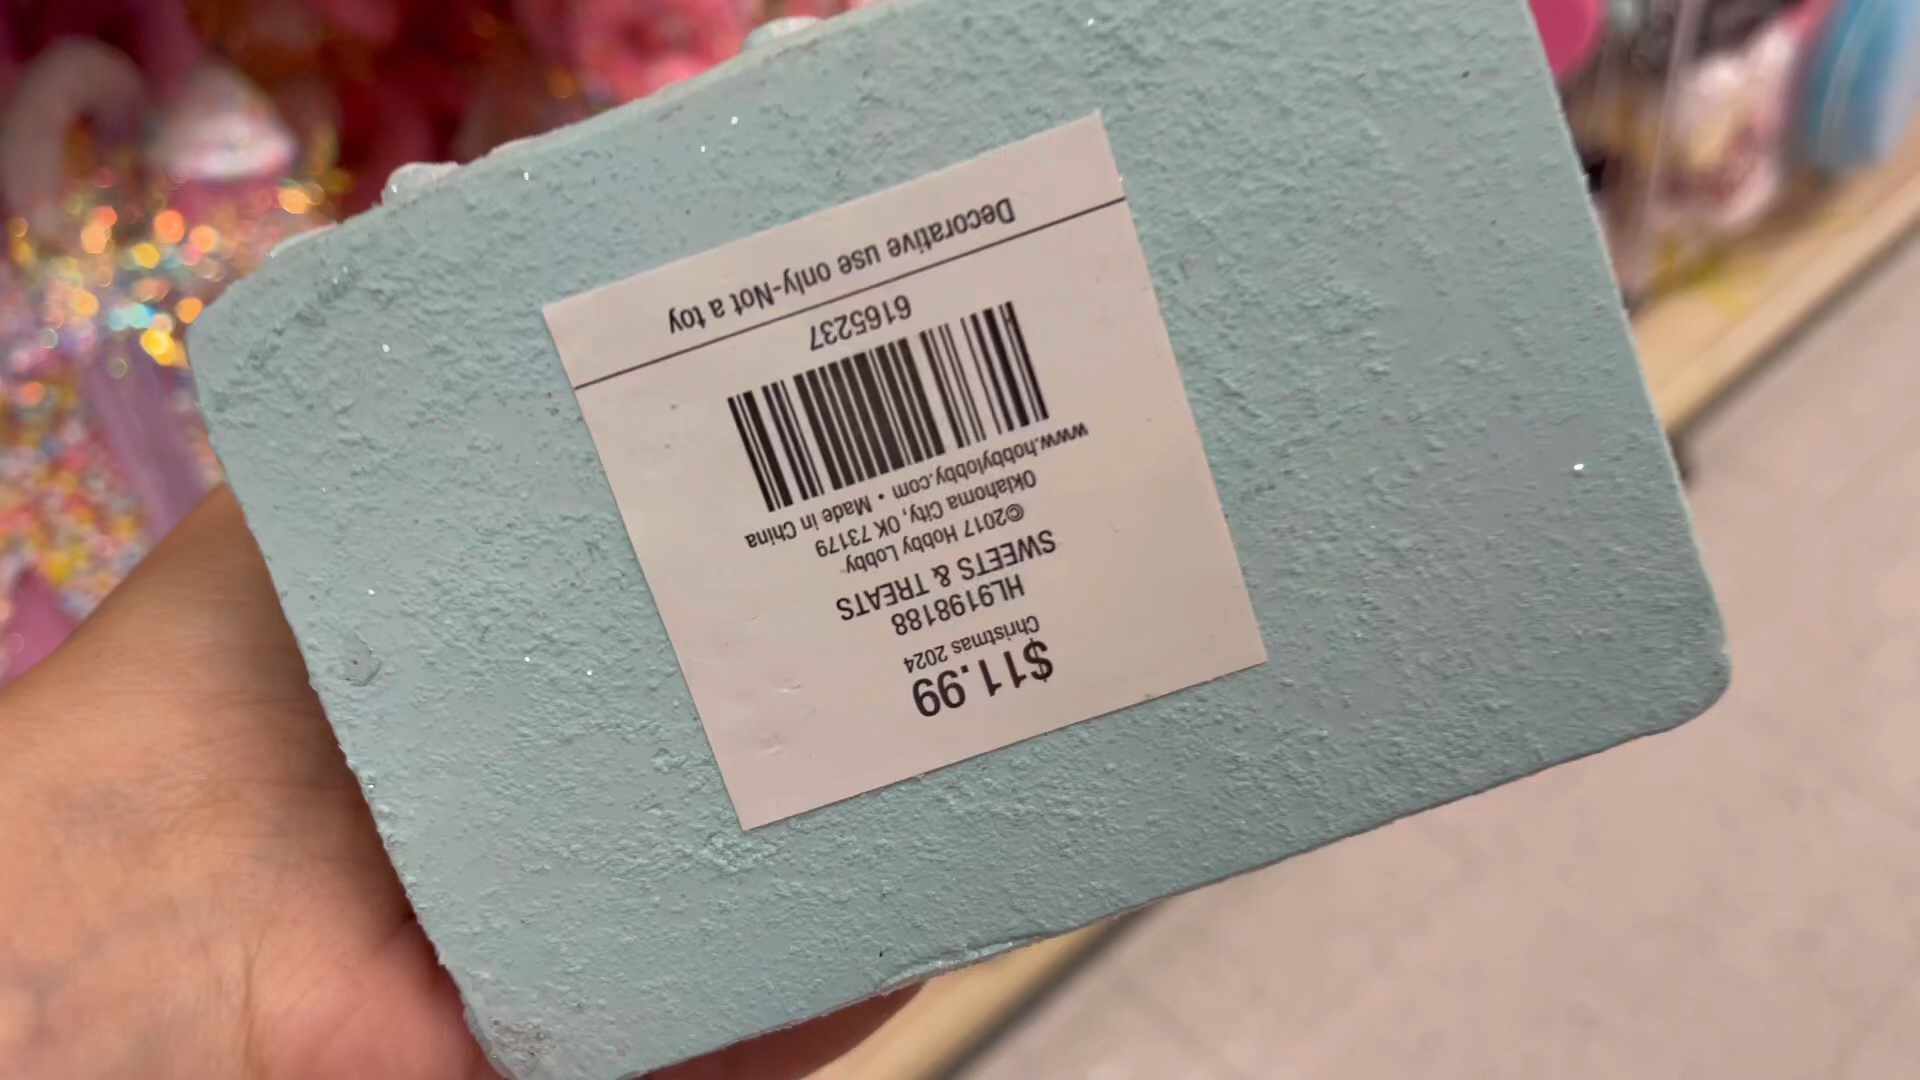 $11.99
Christmas 2024
HL9198188
SWEETS & TREATS
©2017 Hobby Lobby
Oklahoma City, OK 73179
www.hobbylobby.com • Made in China
6165237
Decorative use only-Not a toy